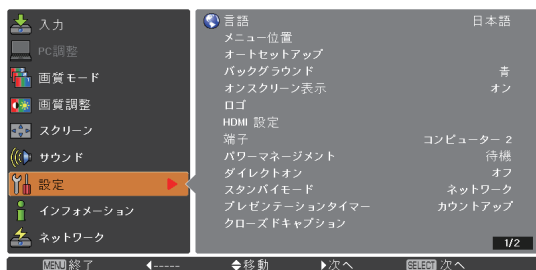 入力
PC調整
画質モード
画質調整
スクリーン
サウンド
設定
インフォメーション
ネットワーク
言語 日本語
メニュー位置
オートセットアップ
バックグラウンド 青
オンスクリーン表示 オン
ロゴ
HDMI 設定
端子 コンピューター 2
パワーマネージメント 待機
ダイレクトオン オフ
スタンバイモード ネットワーク
プレゼンテーションタイマー カウントアップ
クローズドキャプション
1/2
MENU 終了 ◀----- 移動 ▶次へ SELECT 次へ